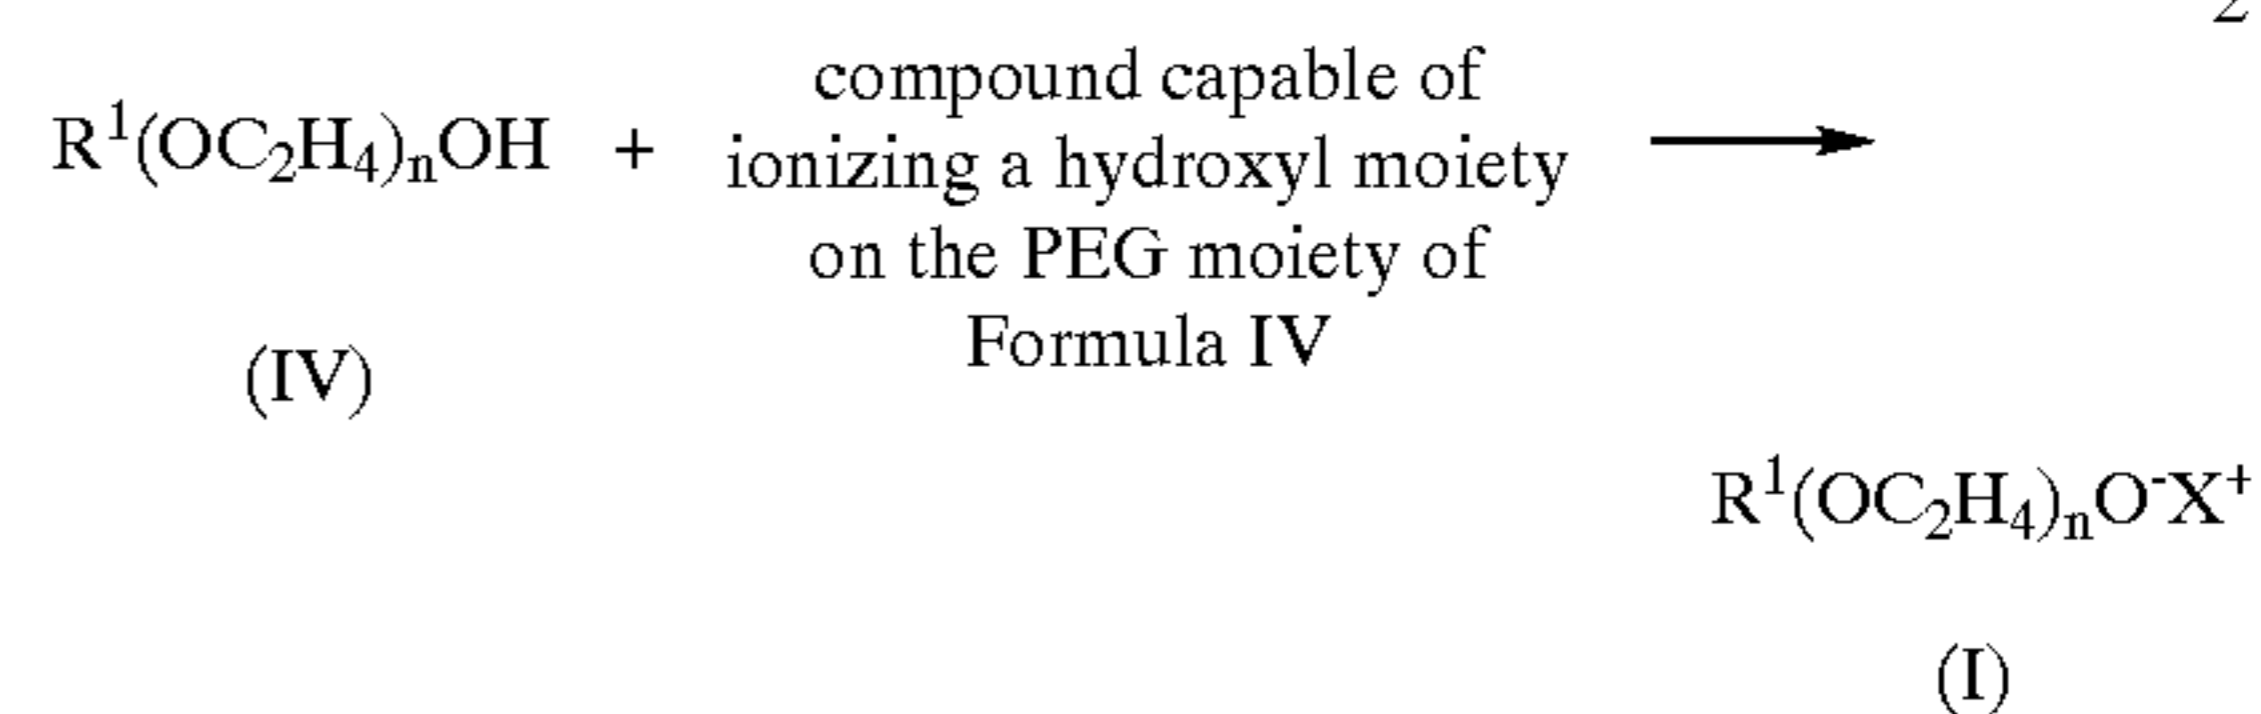 2
compound capable of
R¹(OC₂H₄)ₙOH + ionizing a hydroxyl moiety
on the PEG moiety of
Formula IV
(IV)
R¹(OC₂H₄)ₙO⁻X⁺
(I)